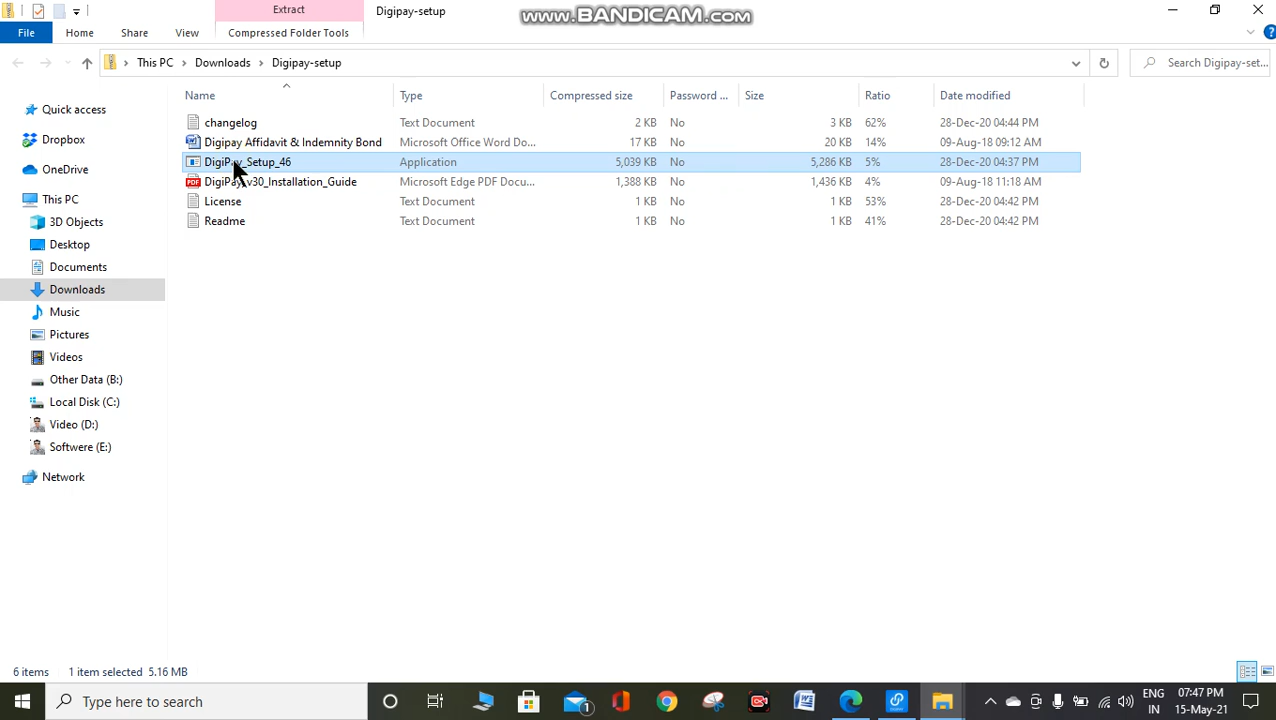 Extract
Digipay-setup
www.BANDICAM.com
File
Home
Share
View
Compressed Folder Tools
This PC
Downloads
Digipay-setup
Search Digipay-set...
Name
Type
Compressed size
Password ...
Size
Ratio
Date modified
changelog
Text Document
2 KB
No
3 KB
62%
28-Dec-20 04:44 PM
Digipay Affidavit & Indemnity Bond
Microsoft Office Word Do...
17 KB
No
20 KB
14%
09-Aug-18 09:12 AM
DigiPay_Setup_46
Application
5,039 KB
No
5,286 KB
5%
28-Dec-20 04:37 PM
DigiPay v30_Installation_Guide
Microsoft Edge PDF Docu...
1,388 KB
No
1,436 KB
4%
09-Aug-18 11:18 AM
License
Text Document
1 KB
No
1 KB
53%
28-Dec-20 04:42 PM
Readme
Text Document
1 KB
No
1 KB
41%
28-Dec-20 04:42 PM
Quick access
Dropbox
OneDrive
This PC
3D Objects
Desktop
Documents
Downloads
Music
Pictures
Videos
Other Data (B:)
Local Disk (C:)
Video (D:)
Softwere (E:)
Network
6 items
1 item selected 5.16 MB
Type here to search
1
ENG
IN
07:47 PM
15-May-21